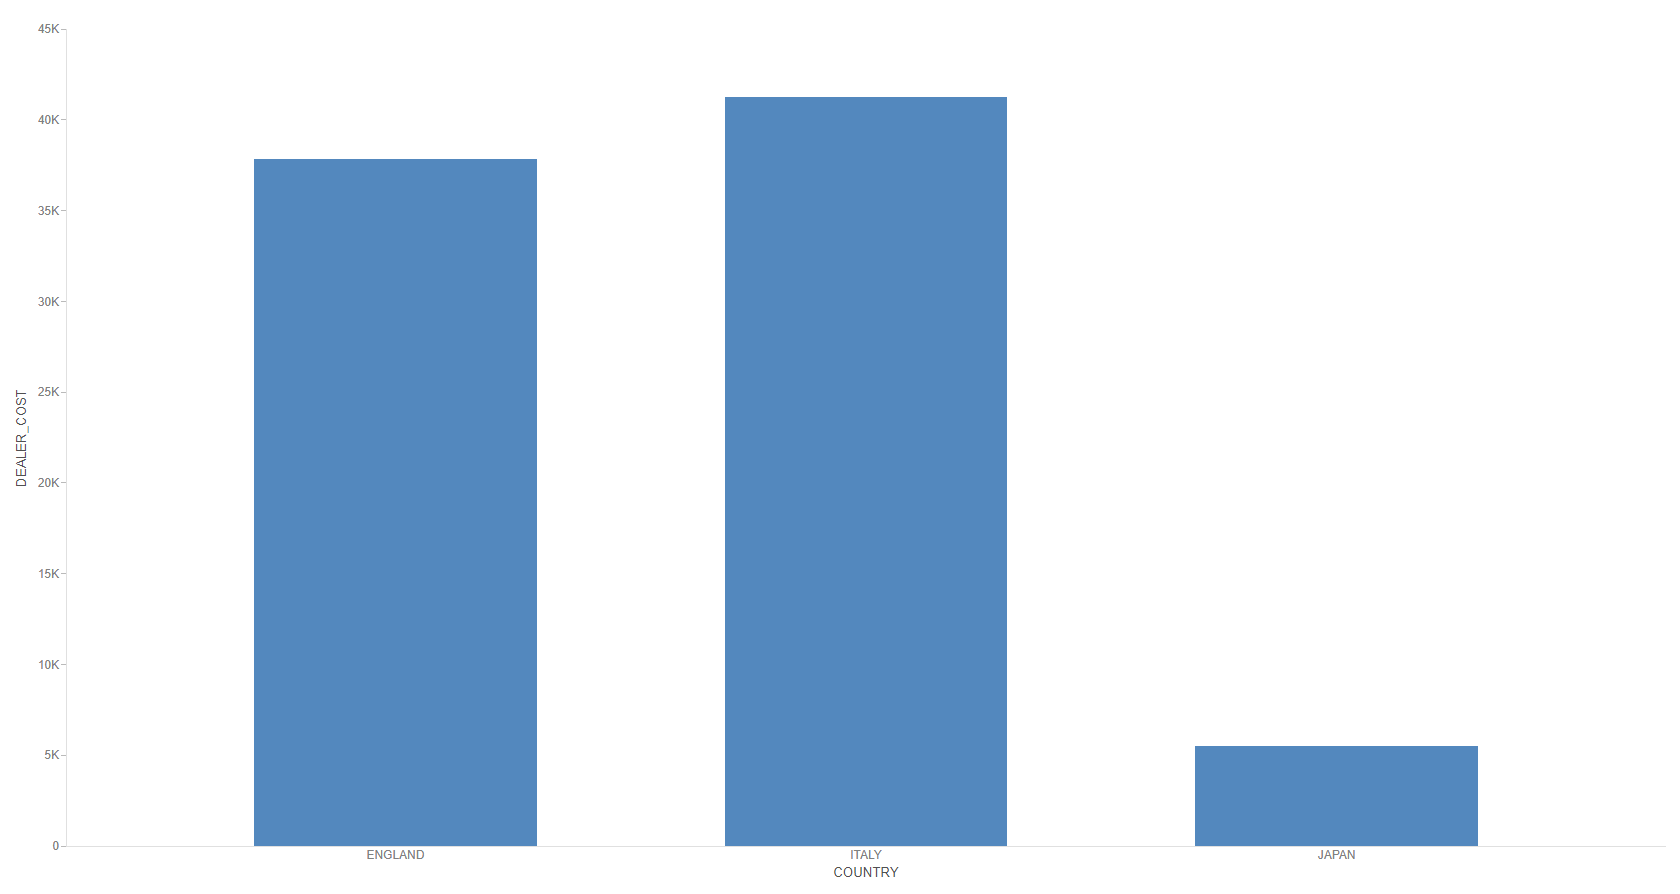 45K
40K
35K
30K
25K
20K
15K
10K
5K
0
DEALER_COST
ENGLAND ITALY JAPAN
COUNTRY